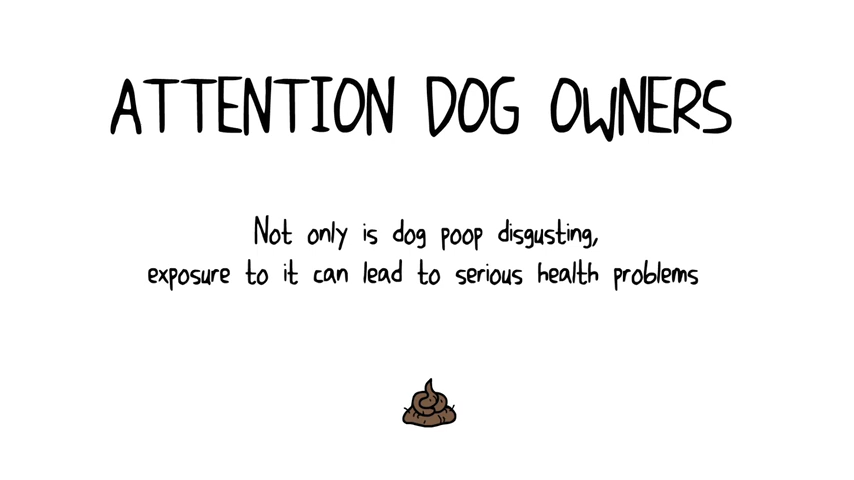 ATTENTION DOG OWNERS
Not only is dog poop disgusting,
exposure to it can lead to serious health problems